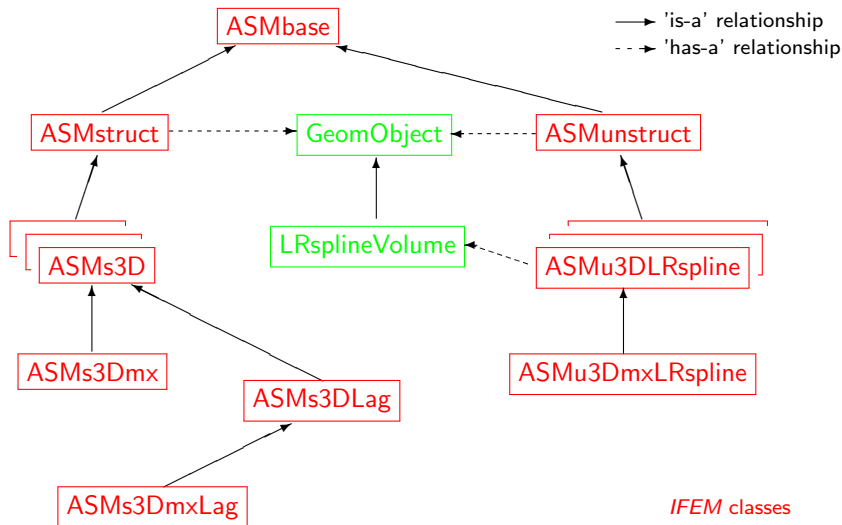 ASMbase
'is-a' relationship
'has-a' relationship
ASMstruct
GeomObject
ASMunstruct
ASMs3D
LRsplineVolume
ASMu3DLRspline
ASMs3Dmx
ASMs3DLag
ASMu3DmxLRspline
ASMs3DmxLag
IFEM classes